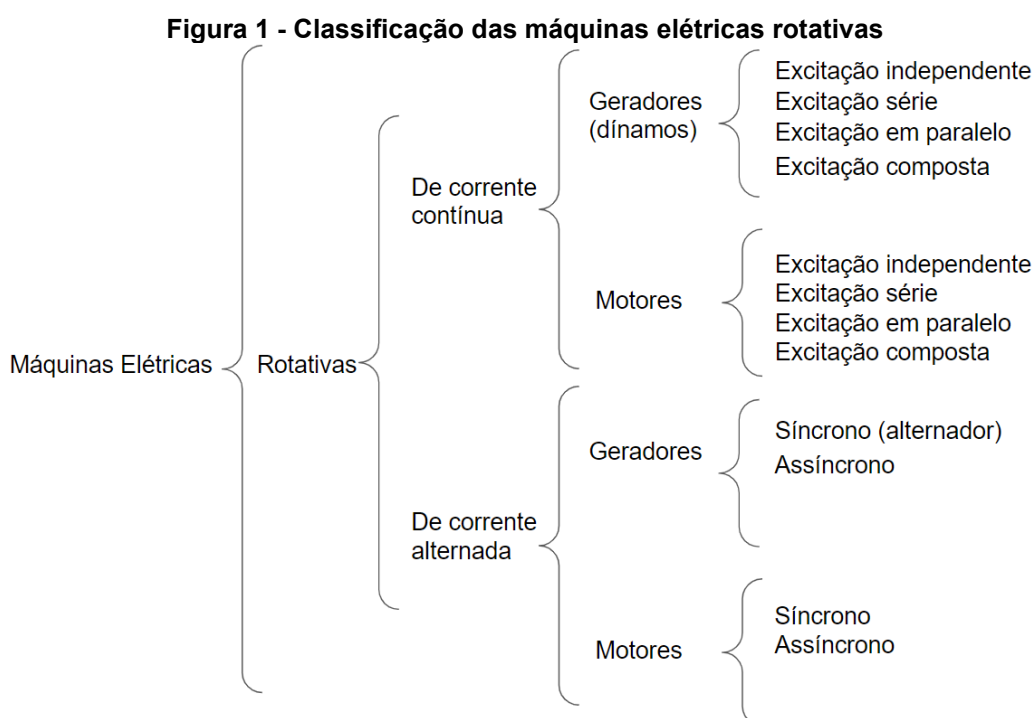 Figura 1 - Classificação das máquinas elétricas rotativas
Máquinas Elétricas
Rotativas
De corrente
contínua
Geradores
(dínamos)
Excitação independente
Excitação série
Excitação em paralelo
Excitação composta
Motores
Excitação independente
Excitação série
Excitação em paralelo
Excitação composta
De corrente
alternada
Geradores
Síncrono (alternador)
Assíncrono
Motores
Síncrono
Assíncrono